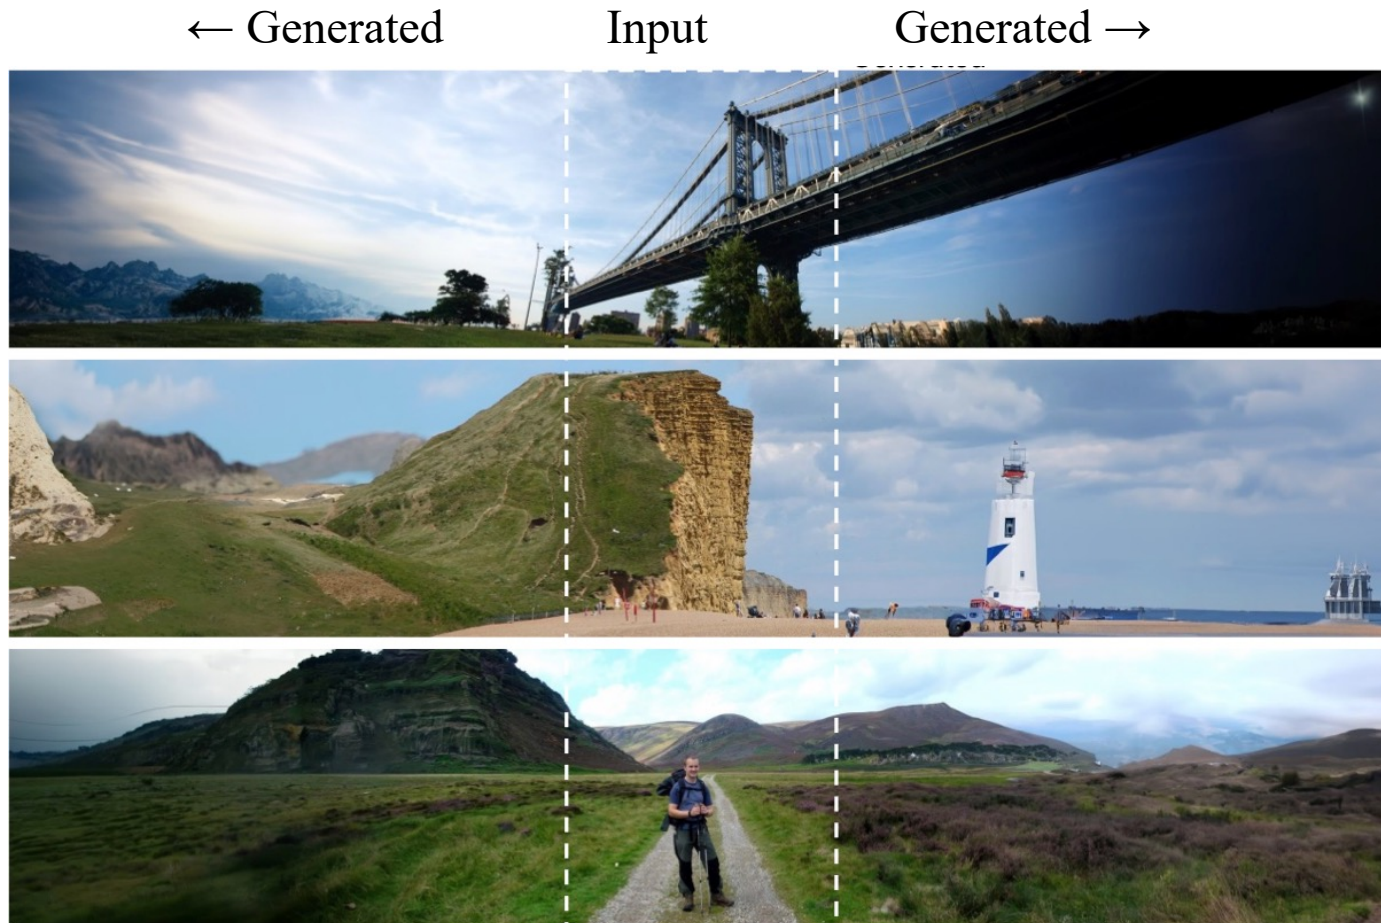 ← Generated Input Generated →